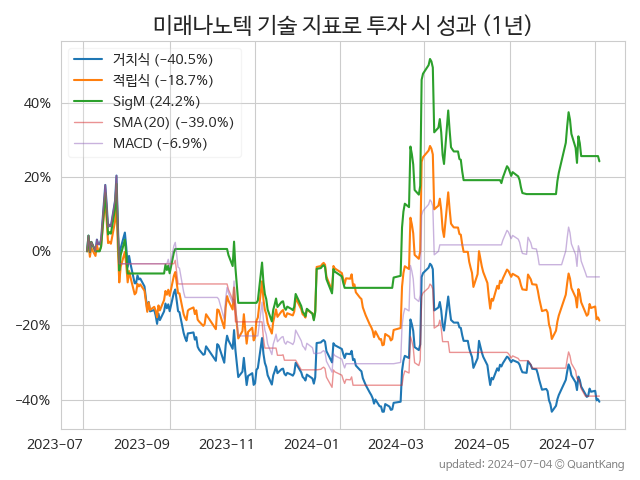 미래나노텍 기술 지표로 투자 시 성과 (1년)
거치식 (−40.5%)
적립식 (−18.7%)
SigM (24.2%)
SMA(20) (−39.0%)
MACD (−6.9%)
40%
20%
0%
−20%
−40%
2023-07 2023-09 2023-11 2024-01 2024-03 2024-05 2024-07
updated: 2024-07-04 © QuantKang